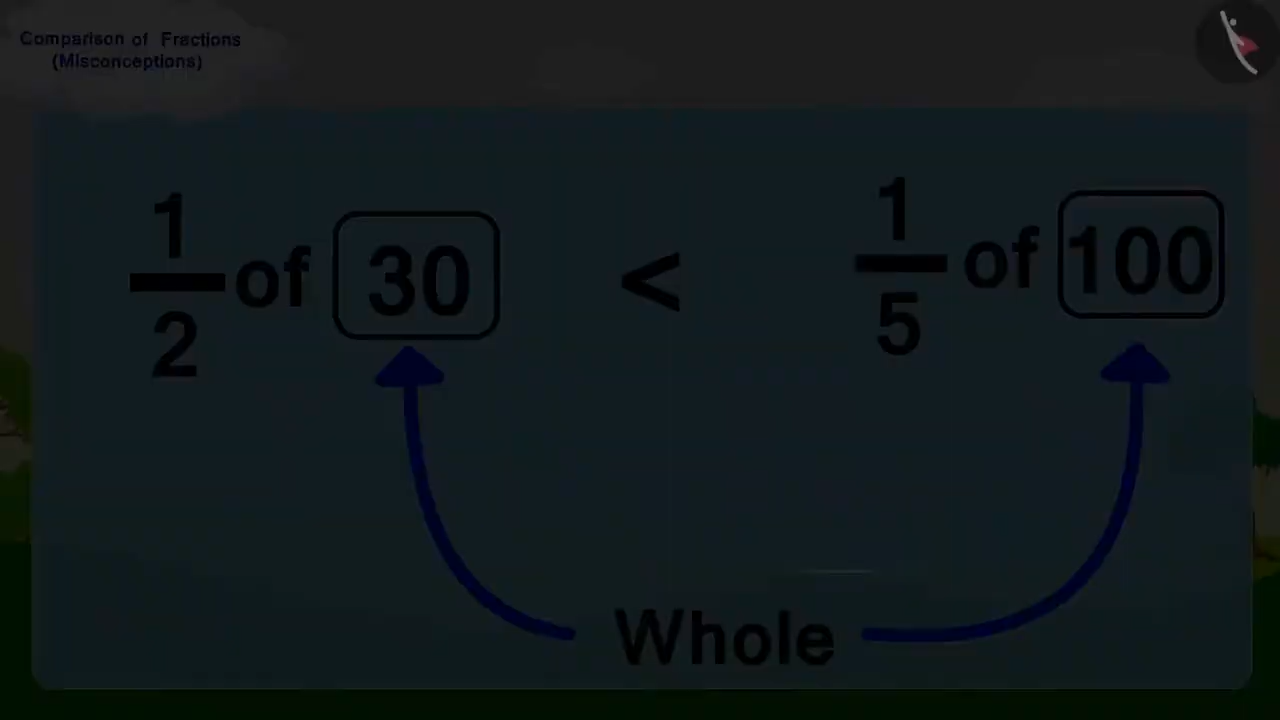 Comparison of Fractions
(Misconceptions)
1/2 of 30 < 1/5 of 100
Whole